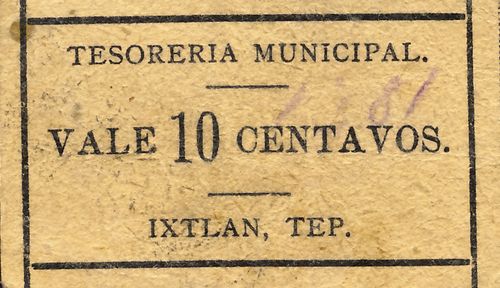 TESORERIA MUNICIPAL.
VALE 10 CENTAVOS.
IXTLAN, TEP.